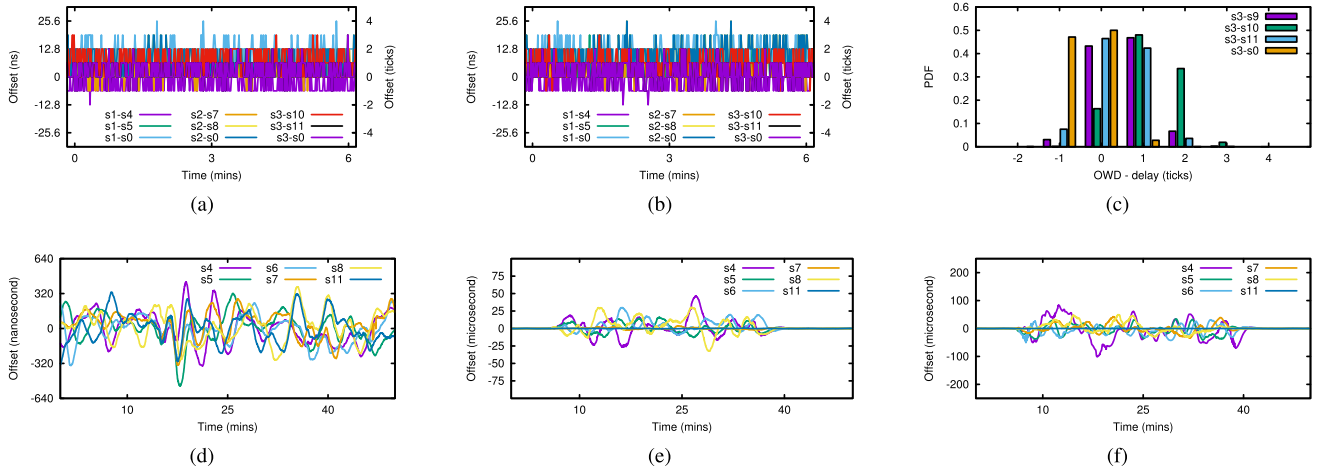 25.6
12.8
0
-12.8
-25.6
Offset (ns)
4
2
0
-2
-4
Offset (ticks)
s1-s4 s2-s7 s3-s10
s1-s5 s2-s8 s3-s11
s1-s0 s2-s0 s3-s0
0 3 6
Time (mins)
(a)
25.6
12.8
0
-12.8
-25.6
Offset (ns)
4
2
0
-2
-4
Offset (ticks)
s1-s4 s2-s7 s3-s10
s1-s5 s2-s8 s3-s11
s1-s0 s2-s0 s3-s0
0 3 6
Time (mins)
(b)
0.6
0.5
0.4
0.3
0.2
0.1
0
PDF
s3-s9
s3-s10
s3-s11
s3-s0
-2 -1 0 1 2 3 4
OWD - delay (ticks)
(c)
640
320
0
-320
-640
Offset (nanosecond)
s4 s6 s8
s5 s7 s11
10 25 40
Time (mins)
(d)
75
50
25
0
-25
-50
-75
Offset (microsecond)
s4 s7
s5 s8
s6 s11
10 25 40
Time (mins)
(e)
200
100
0
-100
-200
Offset (microsecond)
s4 s7
s5 s8
s6 s11
10 25 40
Time (mins)
(f)